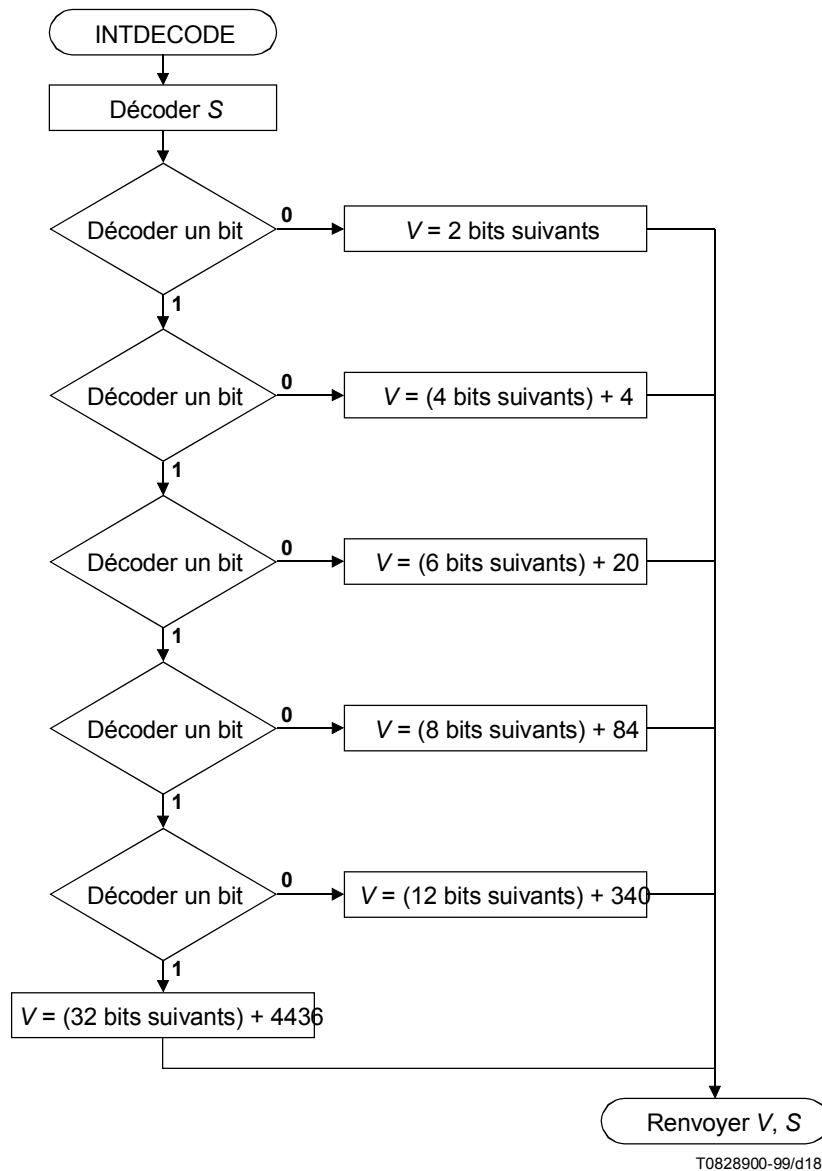 INTDECODE
Décoder S
Décoder un bit
0
V = 2 bits suivants
1
Décoder un bit
0
V = (4 bits suivants) + 4
1
Décoder un bit
0
V = (6 bits suivants) + 20
1
Décoder un bit
0
V = (8 bits suivants) + 84
1
Décoder un bit
0
V = (12 bits suivants) + 340
1
V = (32 bits suivants) + 4436
Renvoyer V, S
T0828900-99/d18